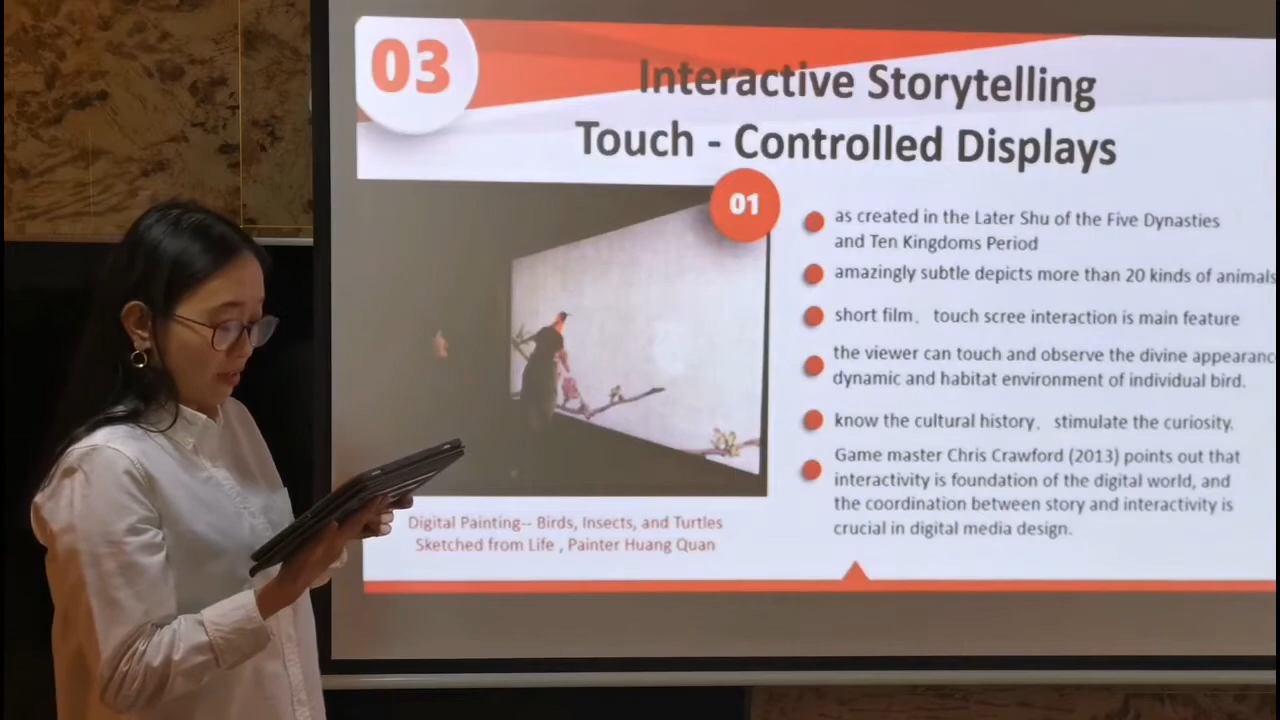 03
Interactive Storytelling
Touch - Controlled Displays
01
as created in the Later Shu of the Five Dynasties
and Ten Kingdoms Period
amazingly subtle depicts more than 20 kinds of animals
short film， touch scree interaction is main feature
the viewer can touch and observe the divine appearanc
dynamic and habitat environment of individual bird.
know the cultural history， stimulate the curiosity.
Game master Chris Crawford (2013) points out that
interactivity is foundation of the digital world, and
the coordination between story and interactivity is
crucial in digital media design.
Digital Painting-- Birds, Insects, and Turtles
Sketched from Life , Painter Huang Quan